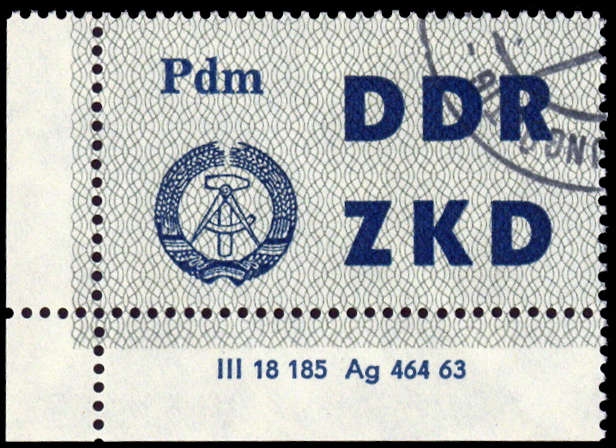 Pdm
DDR
ZKD
III 18 185 Ag 464 63